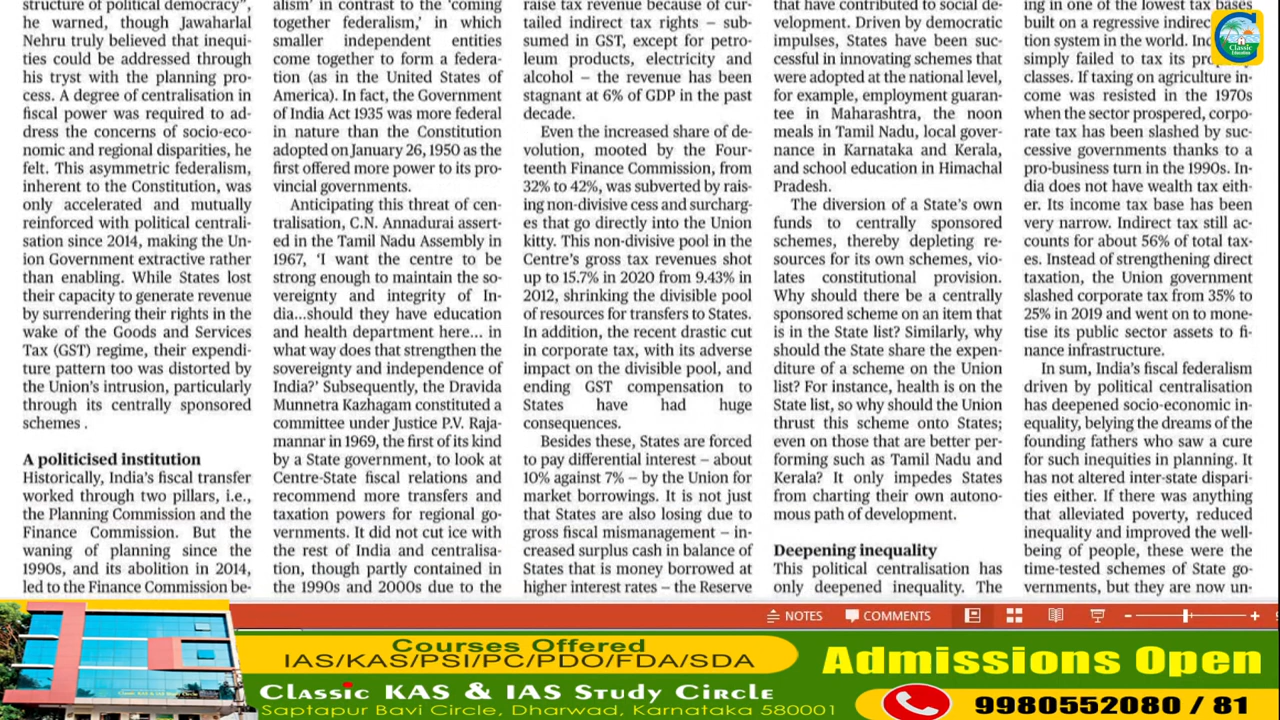 structure of political democracy",
he warned, though Jawaharlal
Nehru truly believed that inequi-
ties could be addressed through
his tryst with the planning pro-
cess. A degree of centralisation in
fiscal power was required to ad-
dress the concerns of socio-eco-
nomic and regional disparities, he
felt. This asymmetric federalism,
inherent to the Constitution, was
only accelerated and mutually
reinforced with political centrali-
sation since 2014, making the Un-
ion Government extractive rather
than enabling. While States lost
their capacity to generate revenue
by surrendering their rights in the
wake of the Goods and Services
Tax (GST) regime, their expendi-
ture pattern too was distorted by
the Union's intrusion, particularly
through its centrally sponsored
schemes .
A politicised institution
Historically, India's fiscal transfer
worked through two pillars, i.e.,
the Planning Commission and the
Finance Commission. But the
waning of planning since the
1990s, and its abolition in 2014,
led to the Finance Commission be-
alism' in contrast to the 'coming
together federalism,' in which
smaller independent entities
come together to form a federa-
tion (as in the United States of
America). In fact, the Government
of India Act 1935 was more federal
in nature than the Constitution
adopted on January 26, 1950 as the
first offered more power to its pro-
vincial governments.
Anticipating this threat of cen-
tralisation, C.N. Annadurai assert-
ed in the Tamil Nadu Assembly in
1967, 'I want the centre to be
strong enough to maintain the so-
vereignty and integrity of In-
dia...should they have education
and health department here... in
what way does that strengthen the
sovereignty and independence of
India?' Subsequently, the Dravida
Munnetra Kazhagam constituted a
committee under Justice P.V. Raja-
mannar in 1969, the first of its kind
by a State government, to look at
Centre-State fiscal relations and
recommend more transfers and
taxation powers for regional go-
vernments. It did not cut ice with
the rest of India and centralisa-
tion, though partly contained in
the 1990s and 2000s due to the
raise tax revenue because of cur-
tailed indirect tax rights – sub-
sumed in GST, except for petro-
leum products, electricity and
alcohol – the revenue has been
stagnant at 6% of GDP in the past
decade.
Even the increased share of de-
volution, mooted by the Four-
teenth Finance Commission, from
32% to 42%, was subverted by rais-
ing non-divisive cess and surcharg-
es that go directly into the Union
kitty. This non-divisive pool in the
Centre's gross tax revenues shot
up to 15.7% in 2020 from 9.43% in
2012, shrinking the divisible pool
of resources for transfers to States.
In addition, the recent drastic cut
in corporate tax, with its adverse
impact on the divisible pool, and
ending GST compensation to
States have had huge
consequences.
Besides these, States are forced
to pay differential interest – about
10% against 7% – by the Union for
market borrowings. It is not just
that States are also losing due to
gross fiscal mismanagement – in-
creased surplus cash in balance of
States that is money borrowed at
higher interest rates – the Reserve
that have contributed to social de-
velopment. Driven by democratic
impulses, States have been suc-
cessful in innovating schemes that
were adopted at the national level,
for example, employment guaran-
tee in Maharashtra, the noon
meals in Tamil Nadu, local gover-
nance in Karnataka and Kerala,
and school education in Himachal
Pradesh.
The diversion of a State's own
funds to centrally sponsored
schemes, thereby depleting re-
sources for its own schemes, vio-
lates constitutional provision.
Why should there be a centrally
sponsored scheme on an item that
is in the State list? Similarly, why
should the State share the expen-
diture of a scheme on the Union
list? For instance, health is on the
State list, so why should the Union
thrust this scheme onto States;
even on those that are better per-
forming such as Tamil Nadu and
Kerala? It only impedes States
from charting their own autono-
mous path of development.
Deepening inequality
This political centralisation has
only deepened inequality. The
ing in one of the lowest tax bases
built on a regressive indirec
tion system in the world. In
simply failed to tax its
classes. If taxing on agriculture in-
come was resisted in the 1970s
when the sector prospered, corpo-
rate tax has been slashed by suc-
cessive governments thanks to a
pro-business turn in the 1990s. In-
dia does not have wealth tax eith-
er. Its income tax base has been
very narrow. Indirect tax still ac-
counts for about 56% of total tax-
es. Instead of strengthening direct
taxation, the Union government
slashed corporate tax from 35% to
25% in 2019 and went on to mone-
tise its public sector assets to fi-
nance infrastructure.
In sum, India's fiscal federalism
driven by political centralisation
has deepened socio-economic in-
equality, belying the dreams of the
founding fathers who saw a cure
for such inequities in planning. It
has not altered inter-state dispari-
ties either. If there was anything
that alleviated poverty, reduced
inequality and improved the well-
being of people, these were the
time-tested schemes of State go-
vernments, but they are now un-
Classic
Education
NOTES COMMENTS
Courses Offered
IAS/KAS/PSI/PC/PDO/FDA/SDA
Classic KAS & IAS Study Circle
Saptapur Bavi Circle, Dharwad, Karnataka 580001
Admissions Open
9980552080 / 81